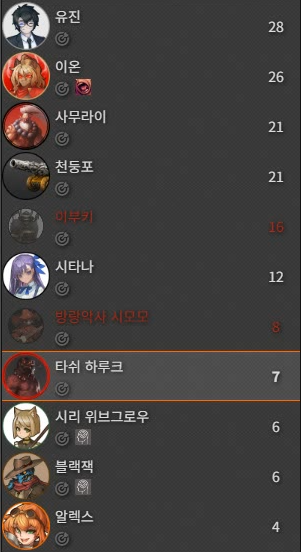 유진 28
이온 26
사무라이 21
천둥포 21
이부키 16
시타나 12
방랑악사 시모모 8
타쉬 하루크 7
시리 위브그로우 6
블랙잭 6
알렉스 4